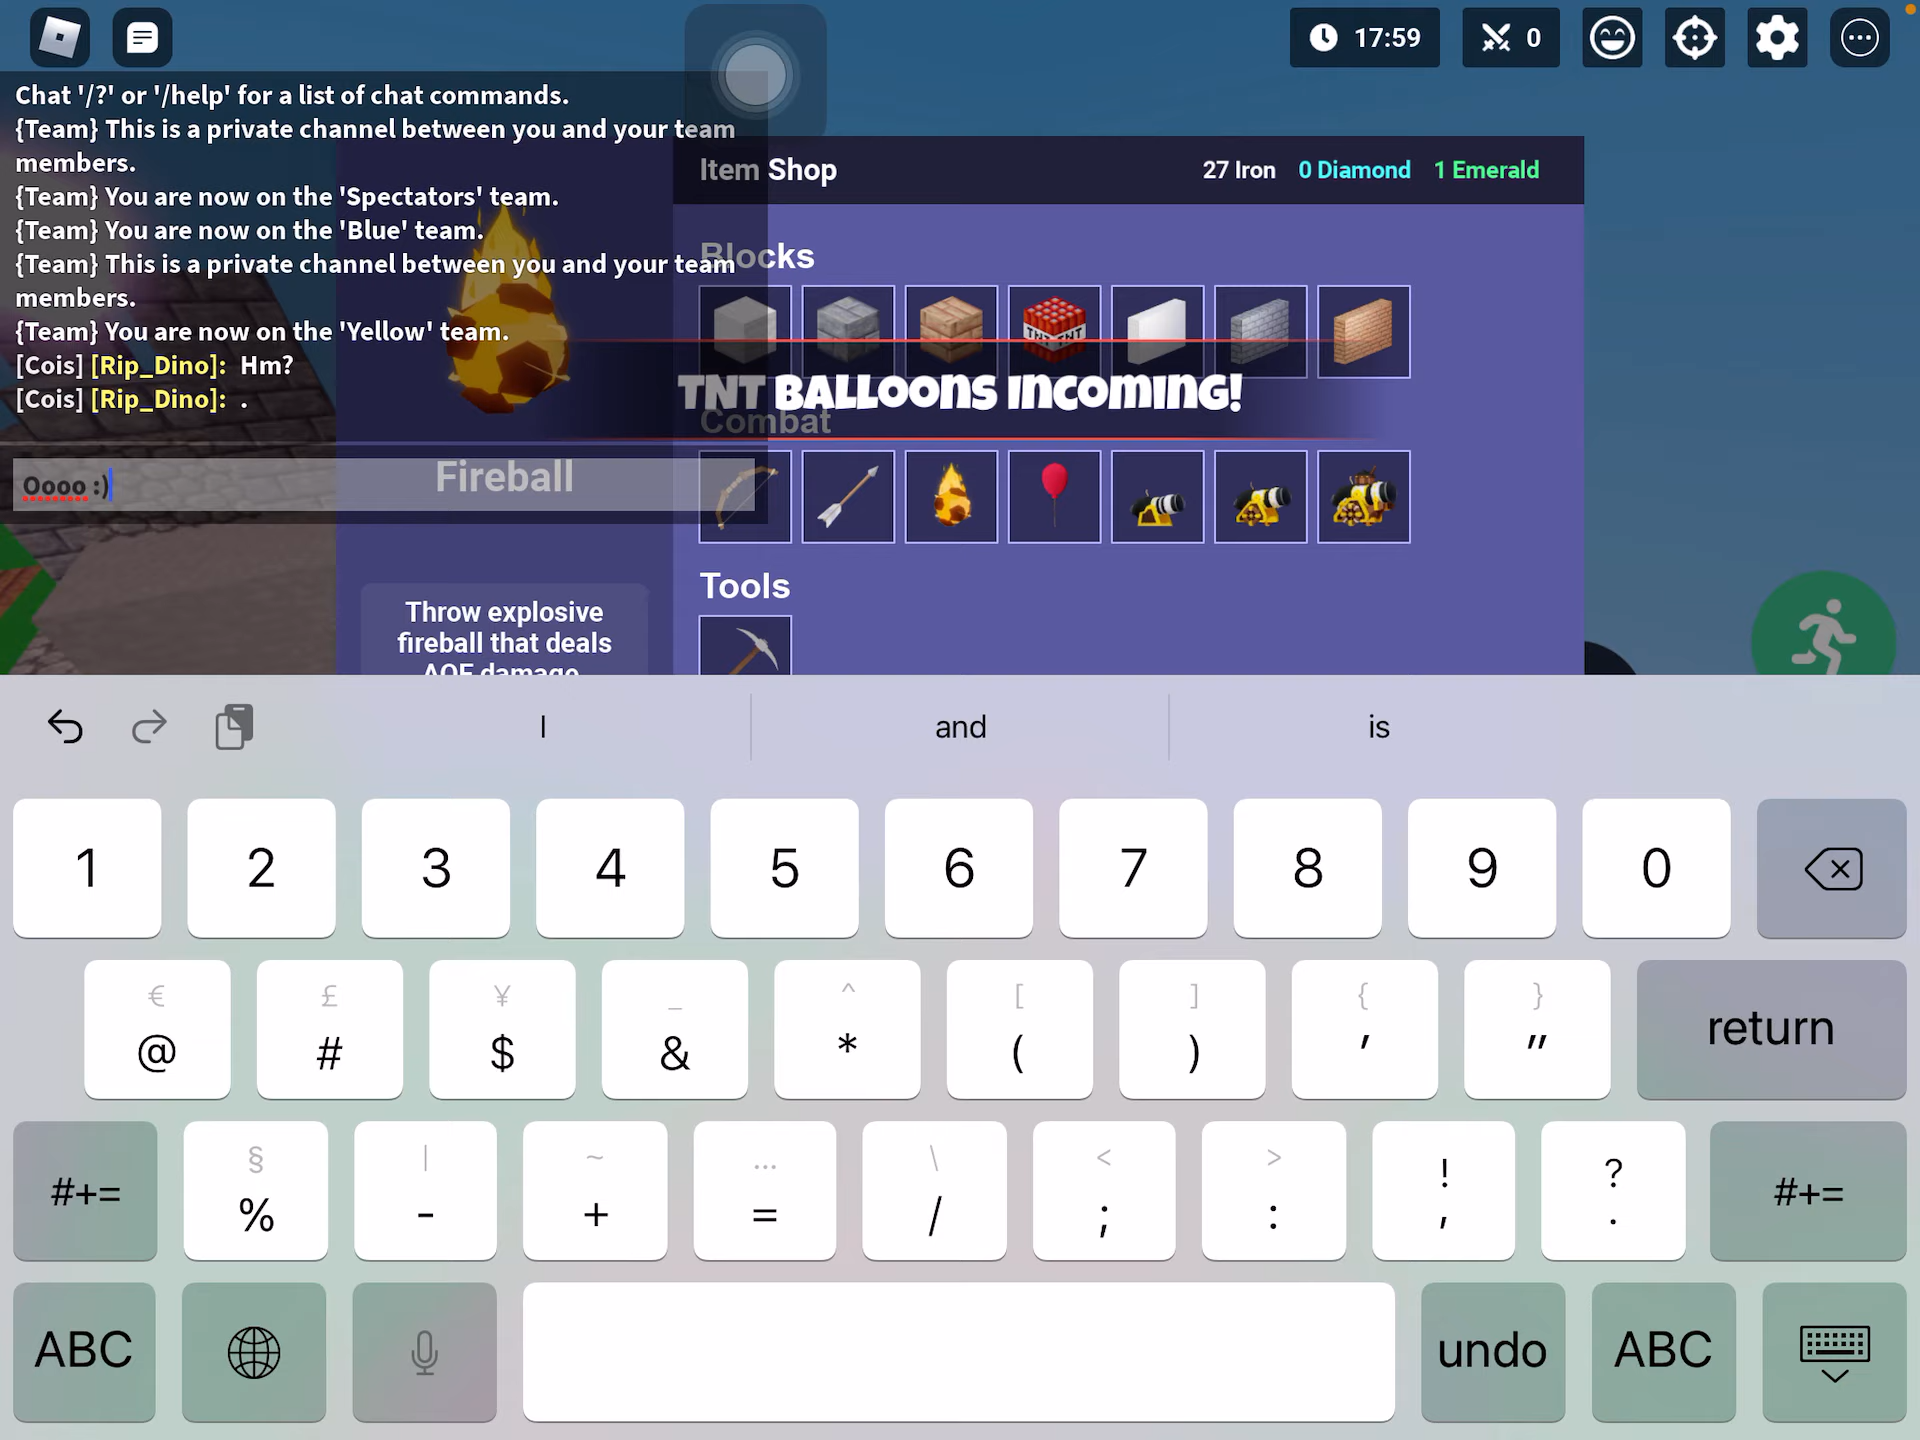 17:59
0
Chat '/?' or '/help' for a list of chat commands.
{Team} This is a private channel between you and your team
members.
{Team} You are now on the 'Spectators' team.
{Team} You are now on the 'Blue' team.
{Team} This is a private channel between you and your team
members.
{Team} You are now on the 'Yellow' team.
[Cois] [Rip_Dino]: Hm?
[Cois] [Rip_Dino]: .
Oooo :)
Fireball
Throw explosive
fireball that deals
AOE damage
Item Shop
27 Iron 0 Diamond 1 Emerald
Blocks
TNT
TNT BALLOONS INCOMING!
Combat
Tools
I and is
1 2 3 4 5 6 7 8 9 0
€ £ ¥ _ ^ [ ] { }
@ # $ & * ( ) ' " return
§ | ~ … \ < > ! ?
#+= % - + = / ; : , . #+=
ABC undo ABC